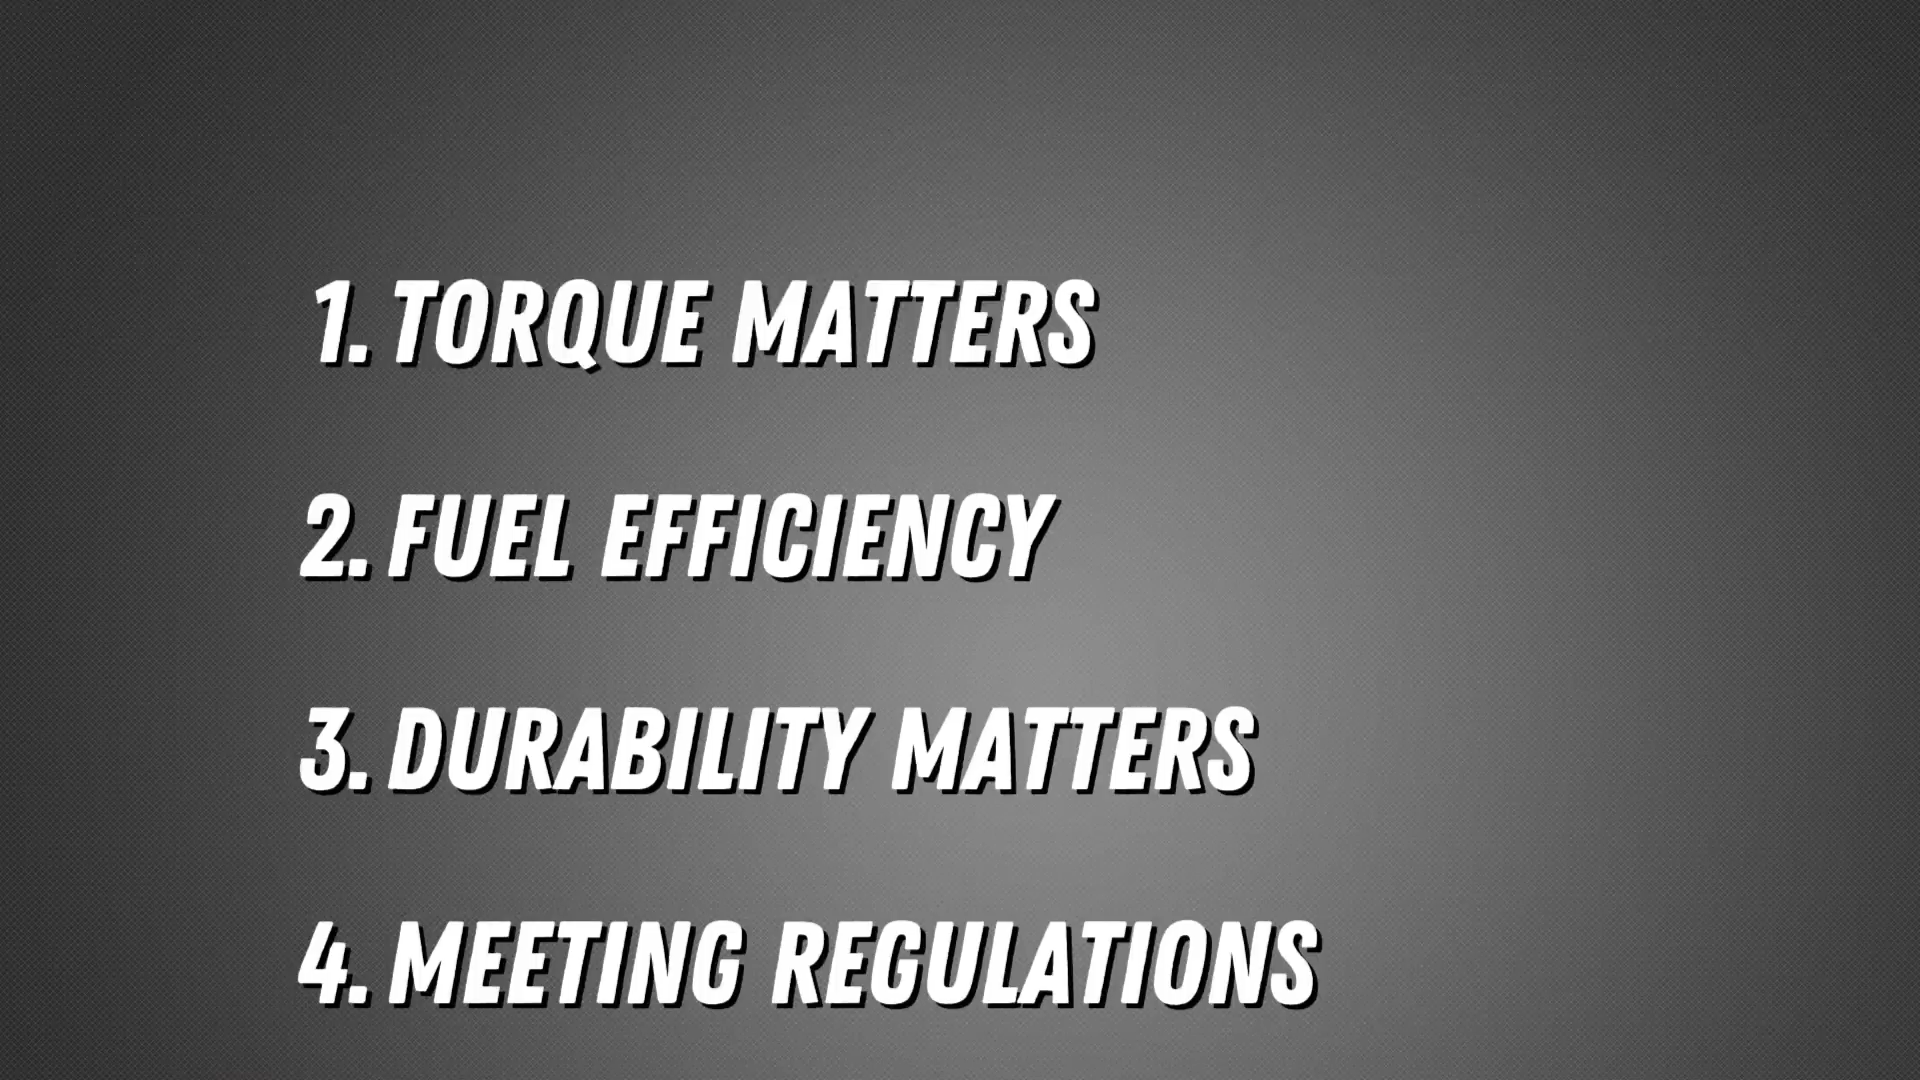 1. TORQUE MATTERS
2. FUEL EFFICIENCY
3. DURABILITY MATTERS
4. MEETING REGULATIONS